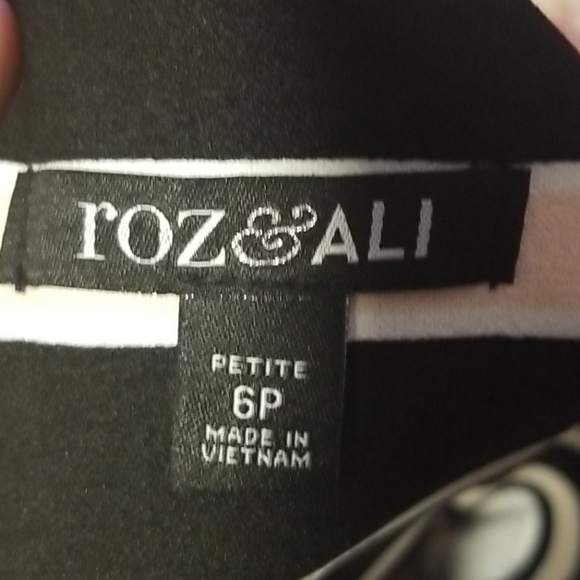 roz&ALI
PETITE
6P
MADE IN
VIETNAM